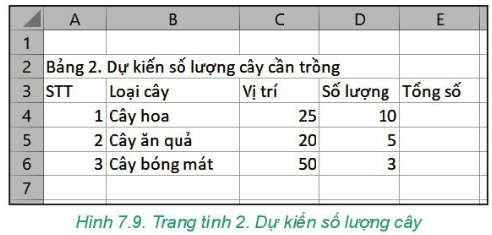 A B C D E
1
2 Bảng 2. Dự kiến số lượng cây cần trồng
3 STT Loại cây Vị trí Số lượng Tổng số
4 1 Cây hoa 25 10
5 2 Cây ăn quả 20 5
6 3 Cây bóng mát 50 3
7
Hình 7.9. Trang tính 2. Dự kiến số lượng cây